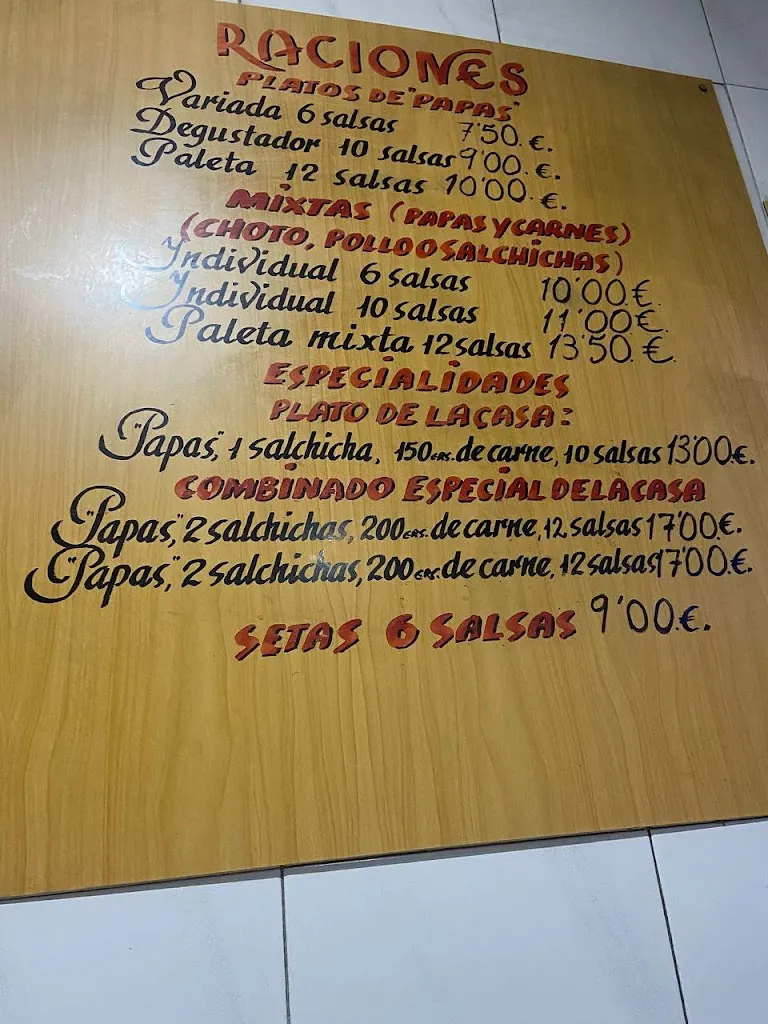 RACIONES
PLATOS DE "PAPAS"
Variada 6 salsas 7'50.€.
Degustador 10 salsas 9'00.€.
Paleta 12 salsas 10'00.€.
MIXTAS (PAPAS Y CARNES)
(CHOTO, POLLO O SALCHICHAS)
Individual 6 salsas 10'00€.
Individual 10 salsas 11'00€.
Paleta mixta 12 salsas 13'50.€.
ESPECIALIDADES
PLATO DE LA CASA:
"Papas", 1 salchicha, 150 GRS. de carne, 10 salsas 13'00€.
COMBINADO ESPECIAL DE LA CASA
"Papas", 2 salchichas, 200 GRS. de carne, 12 salsas 17'00€.
"Papas", 2 salchichas, 200 GRS. de carne, 12 salsas 17'00€.
SETAS 6 SALSAS 9'00€.